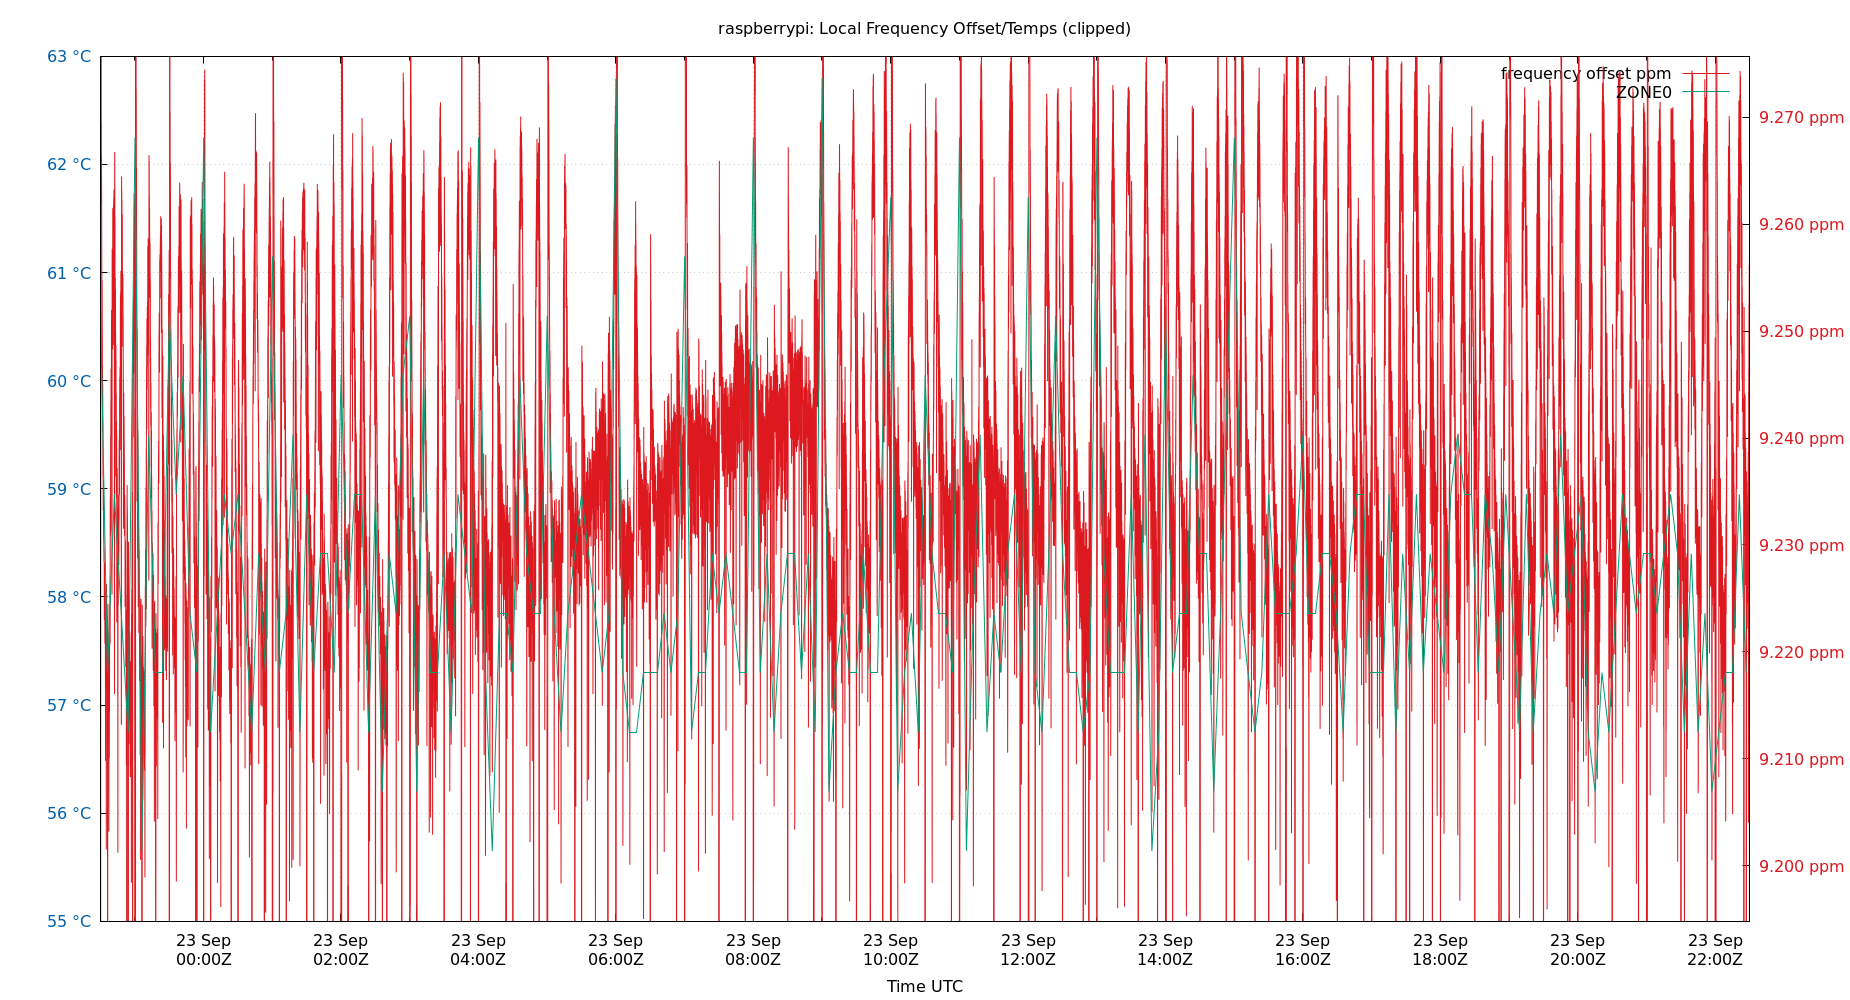 raspberrypi: Local Frequency Offset/Temps (clipped)
63 °C
62 °C
61 °C
60 °C
59 °C
58 °C
57 °C
56 °C
55 °C
frequency offset ppm
ZONE0
9.270 ppm
9.260 ppm
9.250 ppm
9.240 ppm
9.230 ppm
9.220 ppm
9.210 ppm
9.200 ppm
23 Sep 23 Sep 23 Sep 23 Sep 23 Sep 23 Sep 23 Sep 23 Sep 23 Sep 23 Sep 23 Sep 23 Sep
00:00Z 02:00Z 04:00Z 06:00Z 08:00Z 10:00Z 12:00Z 14:00Z 16:00Z 18:00Z 20:00Z 22:00Z
Time UTC